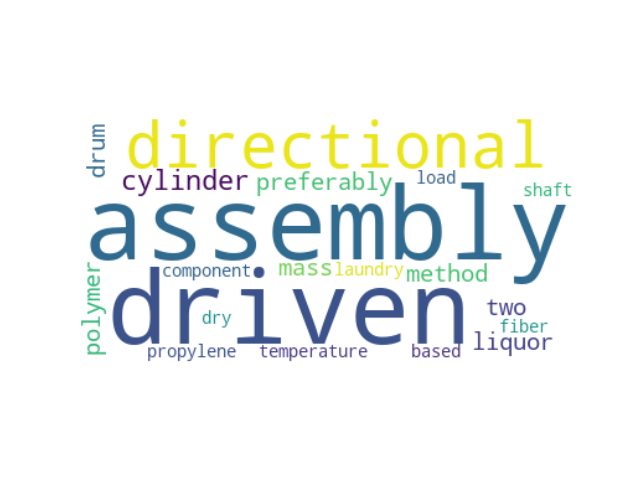 drum
directional
cylinder preferably load shaft
assembly
polymer
component mass laundry method
driven
dry
two
fiber
liquor
propylene temperature based